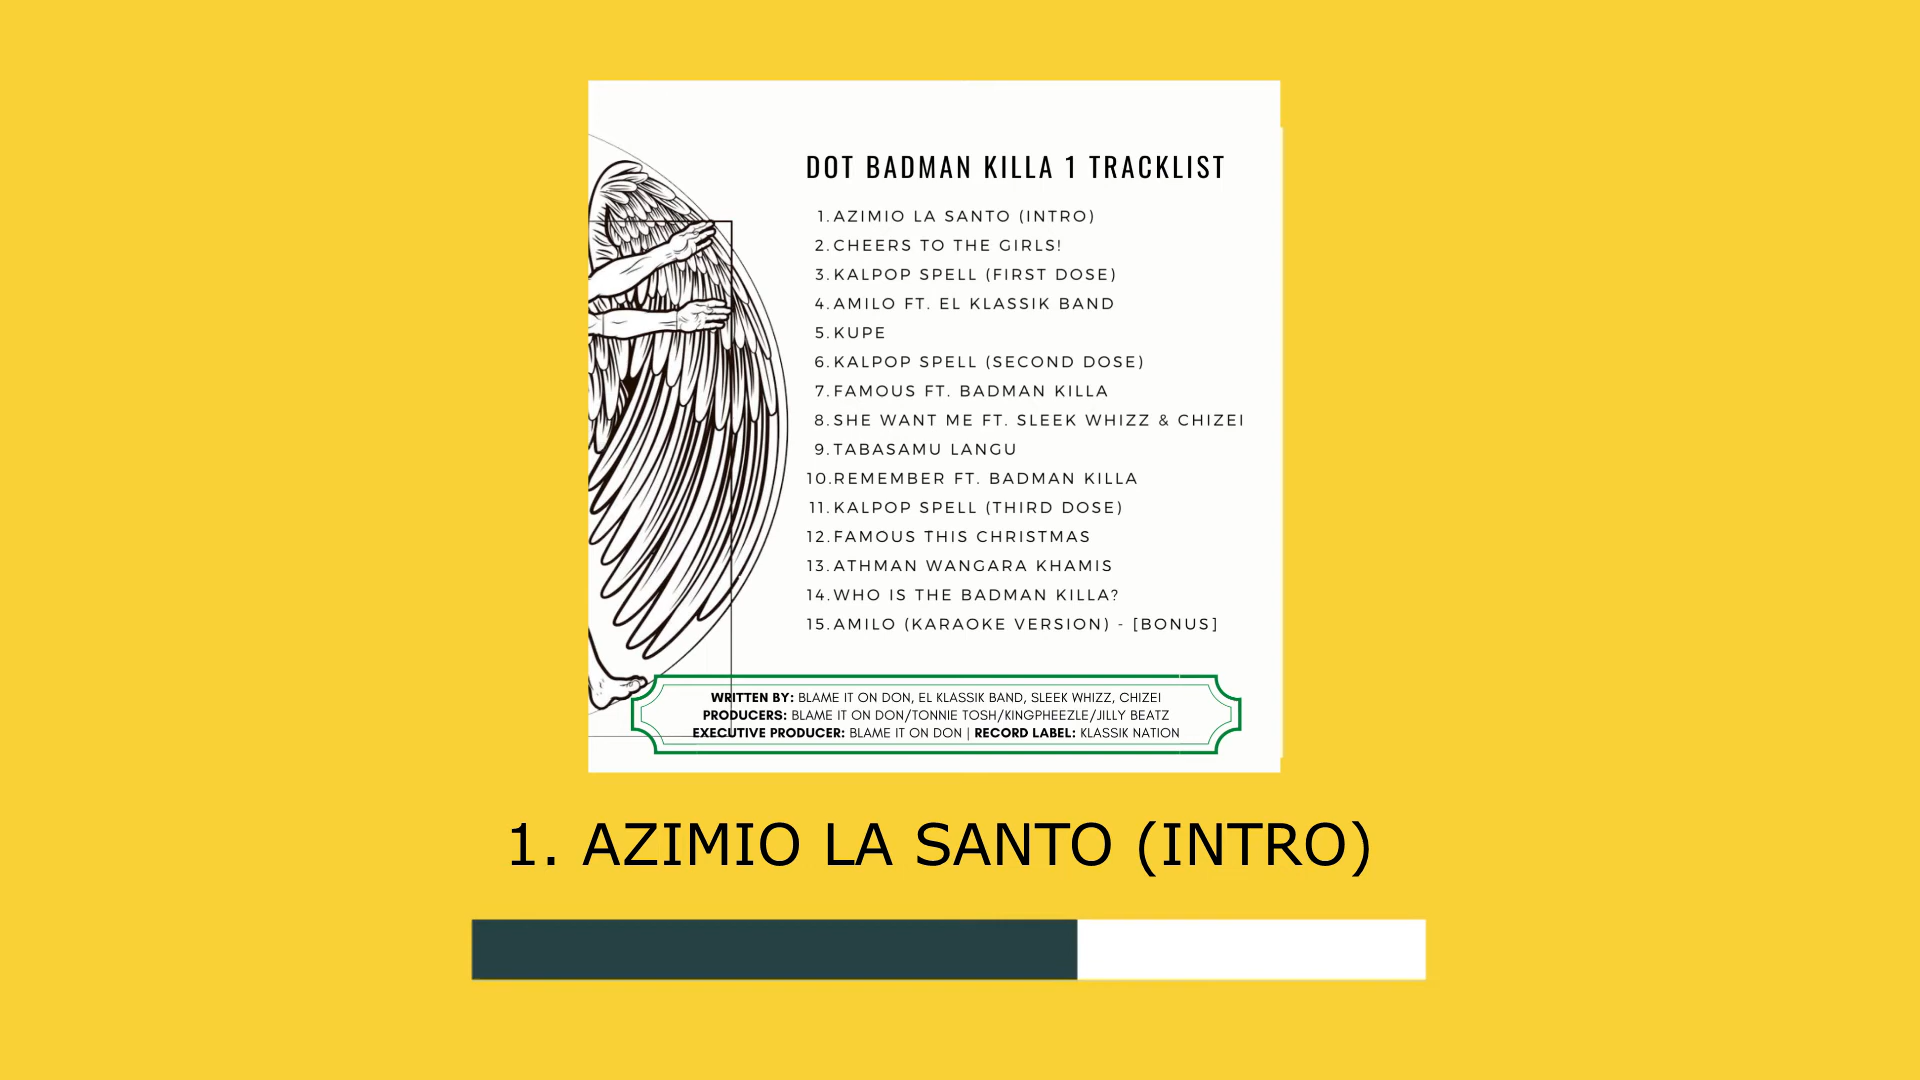 DOT BADMAN KILLA 1 TRACKLIST
1. AZIMIO LA SANTO (INTRO)
2. CHEERS TO THE GIRLS!
3. KALPOP SPELL (FIRST DOSE)
4. AMILO FT. EL KLASSIK BAND
5. KUPE
6. KALPOP SPELL (SECOND DOSE)
7. FAMOUS FT. BADMAN KILLA
8. SHE WANT ME FT. SLEEK WHIZZ & CHIZEI
9. TABASAMU LANGU
10. REMEMBER FT. BADMAN KILLA
11. KALPOP SPELL (THIRD DOSE)
12. FAMOUS THIS CHRISTMAS
13. ATHMAN WANGARA KHAMIS
14. WHO IS THE BADMAN KILLA?
15. AMILO (KARAOKE VERSION) - [BONUS]
WRITTEN BY: BLAME IT ON DON, EL KLASSIK BAND, SLEEK WHIZZ, CHIZEI
PRODUCERS: BLAME IT ON DON/TONNIE TOSH/KINGPHEEZLE/JILLY BEATZ
EXECUTIVE PRODUCER: BLAME IT ON DON | RECORD LABEL: KLASSIK NATION
1. AZIMIO LA SANTO (INTRO)